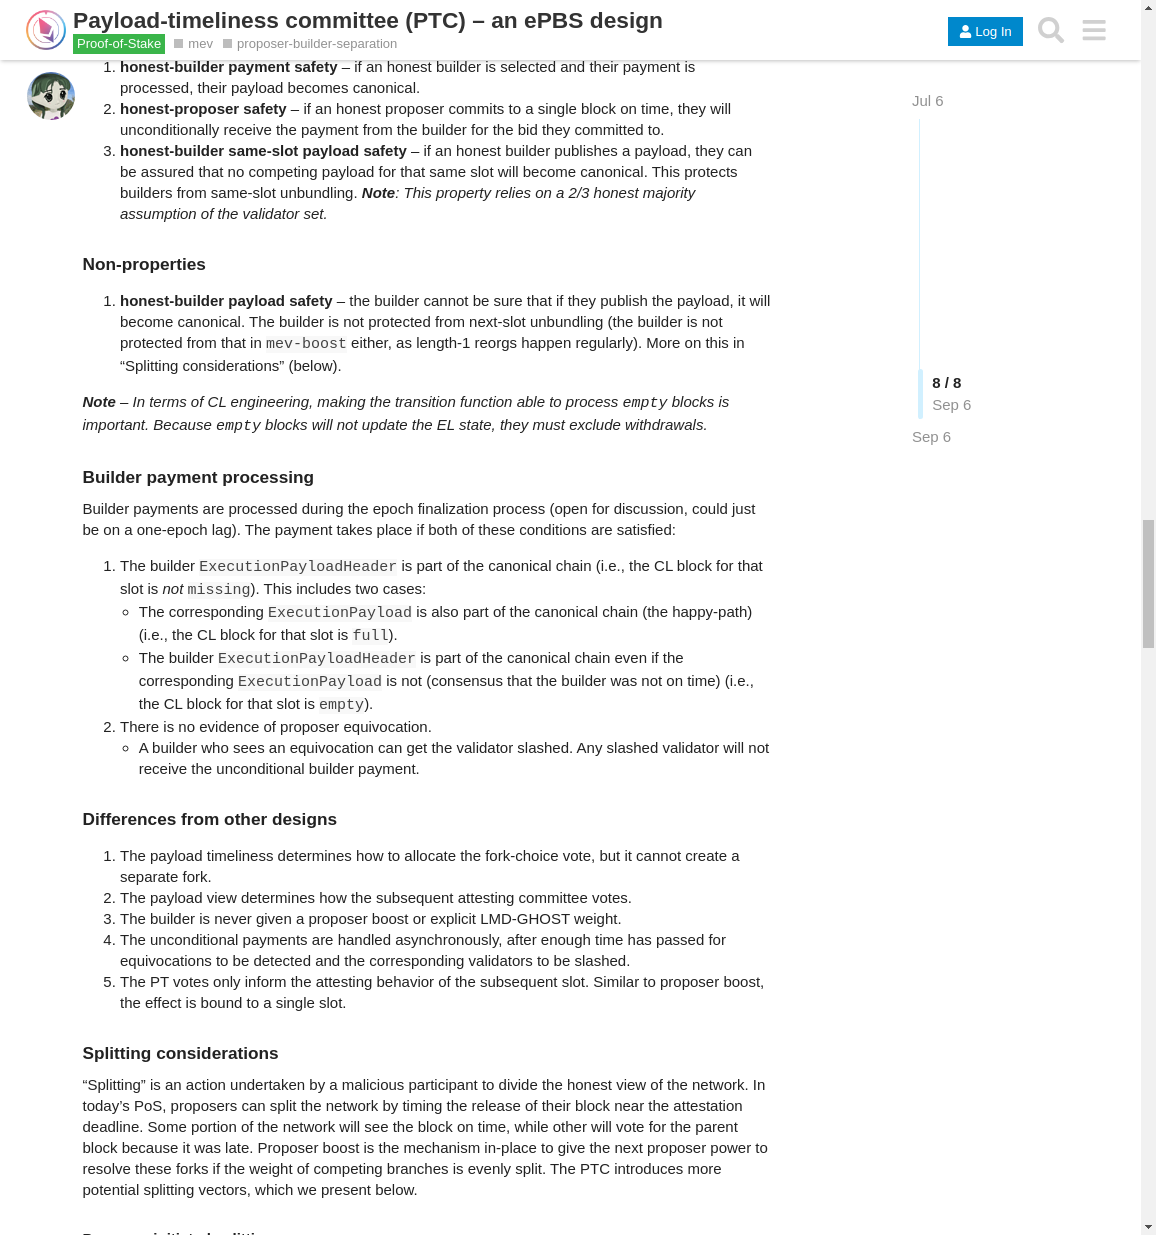 Payload-timeliness committee (PTC) – an ePBS design
Proof-of-Stake mev proposer-builder-separation
Log In
1. honest-builder payment safety – if an honest builder is selected and their payment is
processed, their payload becomes canonical.
2. honest-proposer safety – if an honest proposer commits to a single block on time, they will
unconditionally receive the payment from the builder for the bid they committed to.
3. honest-builder same-slot payload safety – if an honest builder publishes a payload, they can
be assured that no competing payload for that same slot will become canonical. This protects
builders from same-slot unbundling. Note: This property relies on a 2/3 honest majority
assumption of the validator set.
Non-properties
1. honest-builder payload safety – the builder cannot be sure that if they publish the payload, it will
become canonical. The builder is not protected from next-slot unbundling (the builder is not
protected from that in mev-boost either, as length-1 reorgs happen regularly). More on this in
“Splitting considerations” (below).
Note – In terms of CL engineering, making the transition function able to process empty blocks is
important. Because empty blocks will not update the EL state, they must exclude withdrawals.
Builder payment processing
Builder payments are processed during the epoch finalization process (open for discussion, could just
be on a one-epoch lag). The payment takes place if both of these conditions are satisfied:
1. The builder ExecutionPayloadHeader is part of the canonical chain (i.e., the CL block for that
slot is not missing). This includes two cases:
◦ The corresponding ExecutionPayload is also part of the canonical chain (the happy-path)
(i.e., the CL block for that slot is full).
◦ The builder ExecutionPayloadHeader is part of the canonical chain even if the
corresponding ExecutionPayload is not (consensus that the builder was not on time) (i.e.,
the CL block for that slot is empty).
2. There is no evidence of proposer equivocation.
◦ A builder who sees an equivocation can get the validator slashed. Any slashed validator will not
receive the unconditional builder payment.
Differences from other designs
1. The payload timeliness determines how to allocate the fork-choice vote, but it cannot create a
separate fork.
2. The payload view determines how the subsequent attesting committee votes.
3. The builder is never given a proposer boost or explicit LMD-GHOST weight.
4. The unconditional payments are handled asynchronously, after enough time has passed for
equivocations to be detected and the corresponding validators to be slashed.
5. The PT votes only inform the attesting behavior of the subsequent slot. Similar to proposer boost,
the effect is bound to a single slot.
Splitting considerations
“Splitting” is an action undertaken by a malicious participant to divide the honest view of the network. In
today’s PoS, proposers can split the network by timing the release of their block near the attestation
deadline. Some portion of the network will see the block on time, while other will vote for the parent
block because it was late. Proposer boost is the mechanism in-place to give the next proposer power to
resolve these forks if the weight of competing branches is evenly split. The PTC introduces more
potential splitting vectors, which we present below.
Jul 6
8 / 8
Sep 6
Sep 6